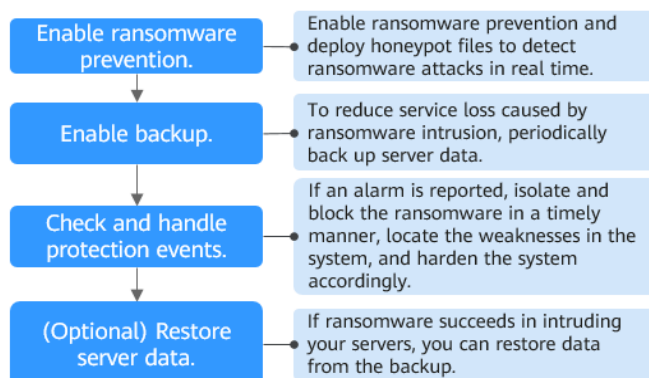 Enable ransomware
prevention.
Enable ransomware prevention and
deploy honeypot files to detect
ransomware attacks in real time.
Enable backup.
To reduce service loss caused by
ransomware intrusion, periodically
back up server data.
Check and handle
protection events.
If an alarm is reported, isolate and
block the ransomware in a timely
manner, locate the weaknesses in the
system, and harden the system
accordingly.
(Optional) Restore
server data.
If ransomware succeeds in intruding
your servers, you can restore data
from the backup.